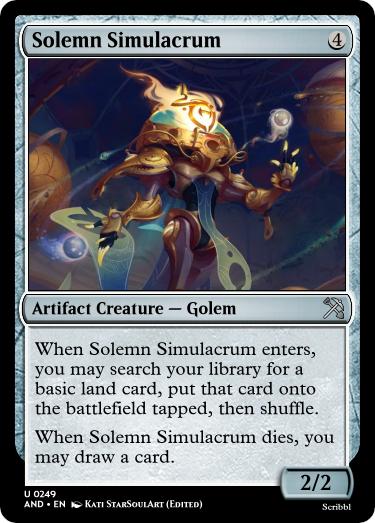 Solemn Simulacrum 4
Artifact Creature — Golem
When Solemn Simulacrum enters,
you may search your library for a
basic land card, put that card onto
the battlefield tapped, then shuffle.
When Solemn Simulacrum dies, you
may draw a card.
2/2
U 0249
AND • EN Kati StarSoulArt (Edited)
Scribbl